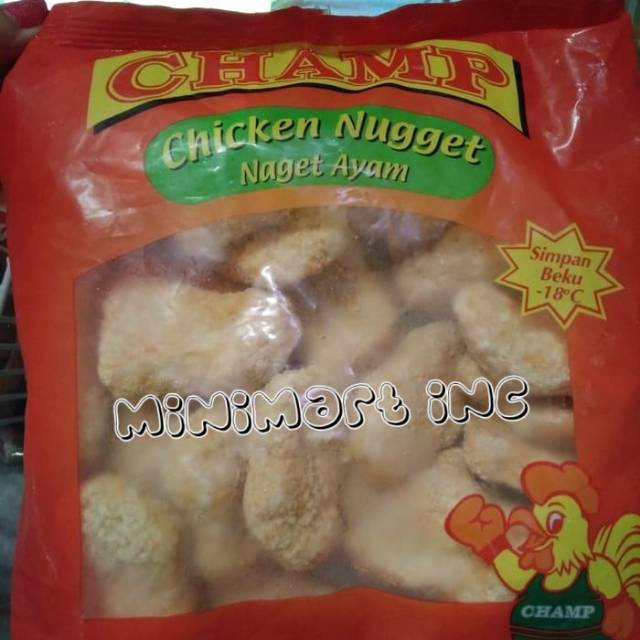 CHAMP
Chicken Nugget
Naget Ayam
Simpan
Beku
-18°C
MiNiMart iNC
CHAMP